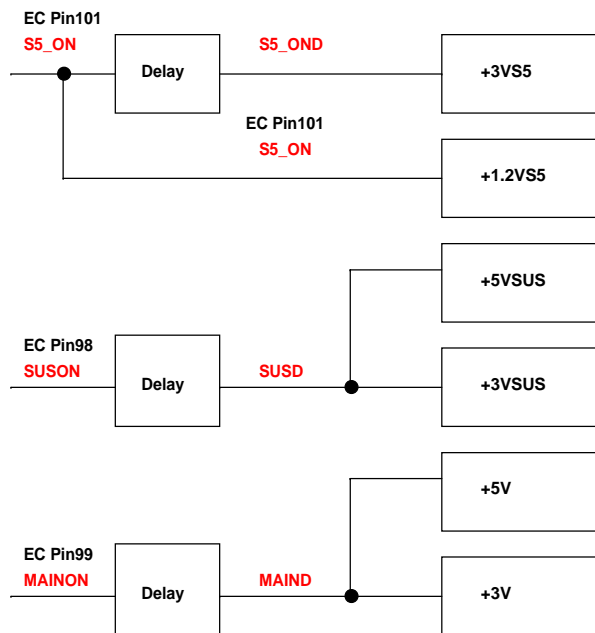 EC Pin101
S5_ON
Delay
S5_OND
+3VS5
EC Pin101
S5_ON
+1.2VS5
+5VSUS
EC Pin98
SUSON
Delay
SUSD
+3VSUS
+5V
EC Pin99
MAINON
Delay
MAIND
+3V